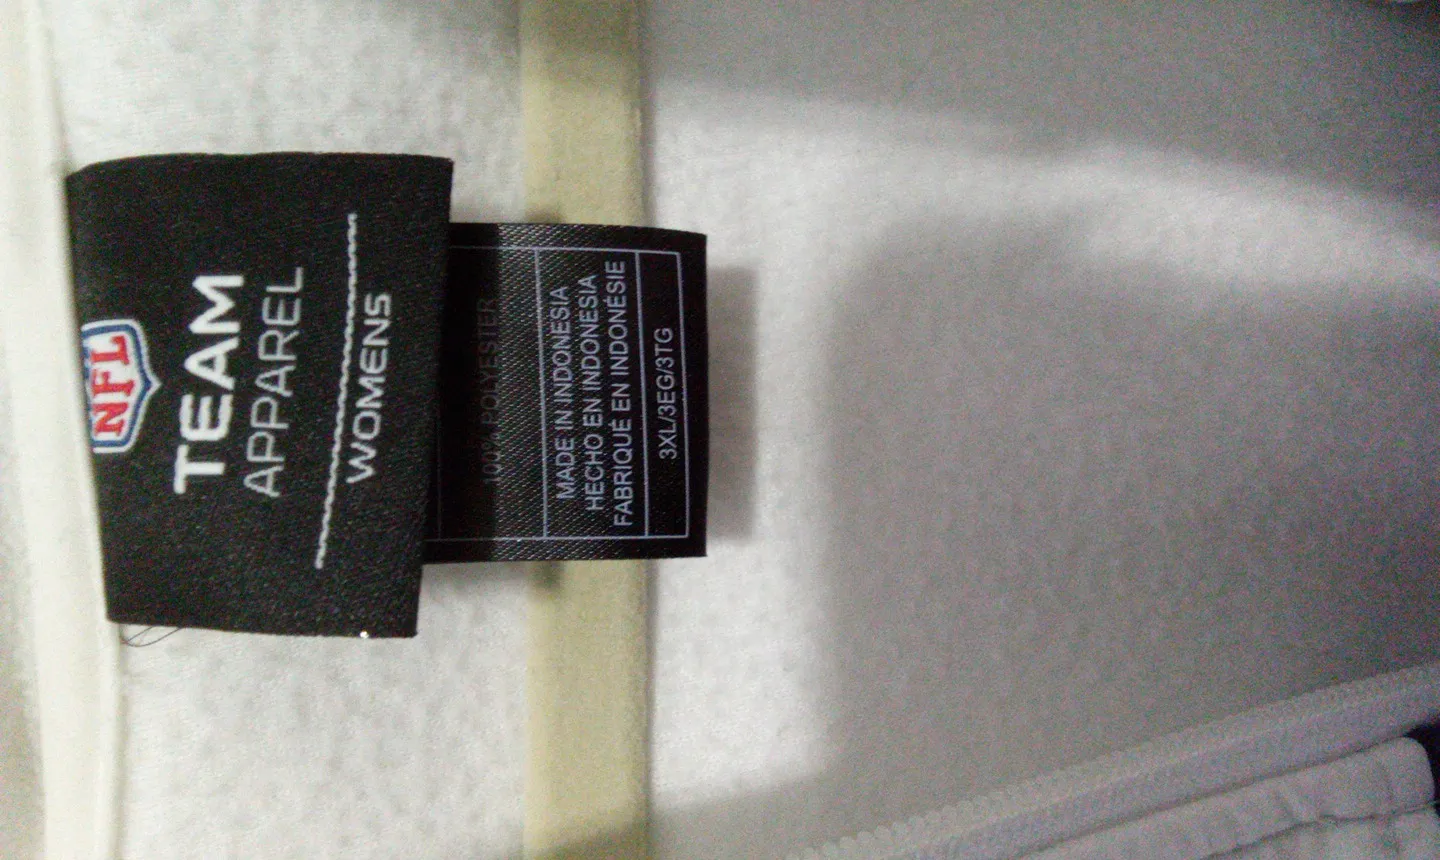 NFL
TEAM
APPAREL
WOMENS
100% POLYESTER
MADE IN INDONESIA
HECHO EN INDONESIA
FABRIQUÉ EN INDONÉSIE
3XL/3EG/3TG